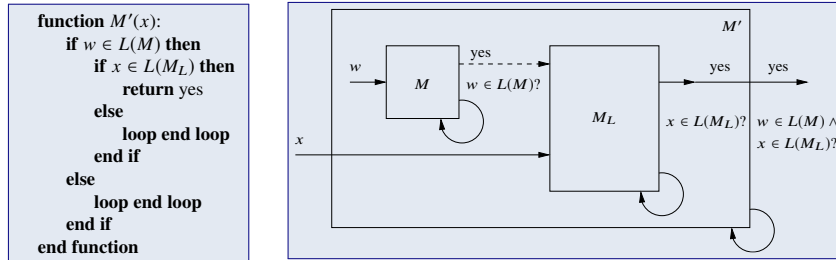 function M′(x):
if w ∈ L(M) then
if x ∈ L(M_L) then
return yes
else
loop end loop
end if
else
loop end loop
end if
end function
M′
w
M
yes
w ∈ L(M)?
x
M_L
yes
x ∈ L(M_L)?
yes
w ∈ L(M) ∧
x ∈ L(M_L)?